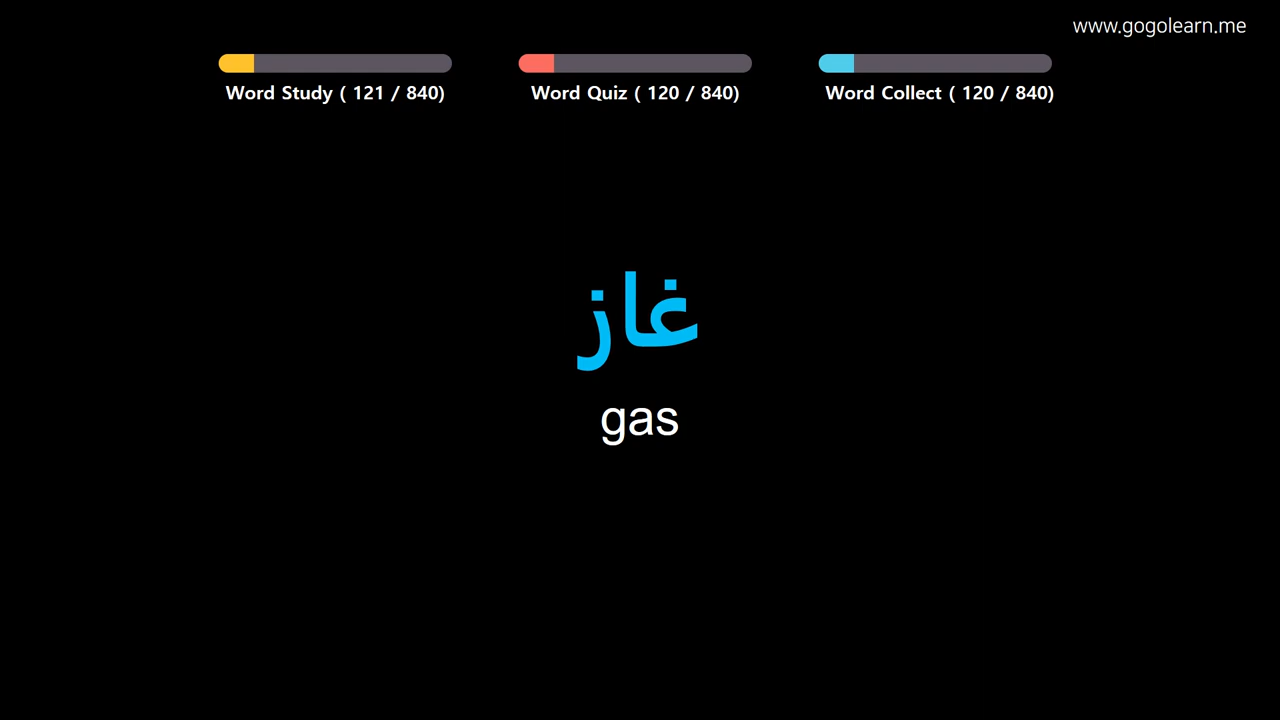 www.gogolearn.me
Word Study ( 121 / 840)
Word Quiz ( 120 / 840)
Word Collect ( 120 / 840)
غاز
gas